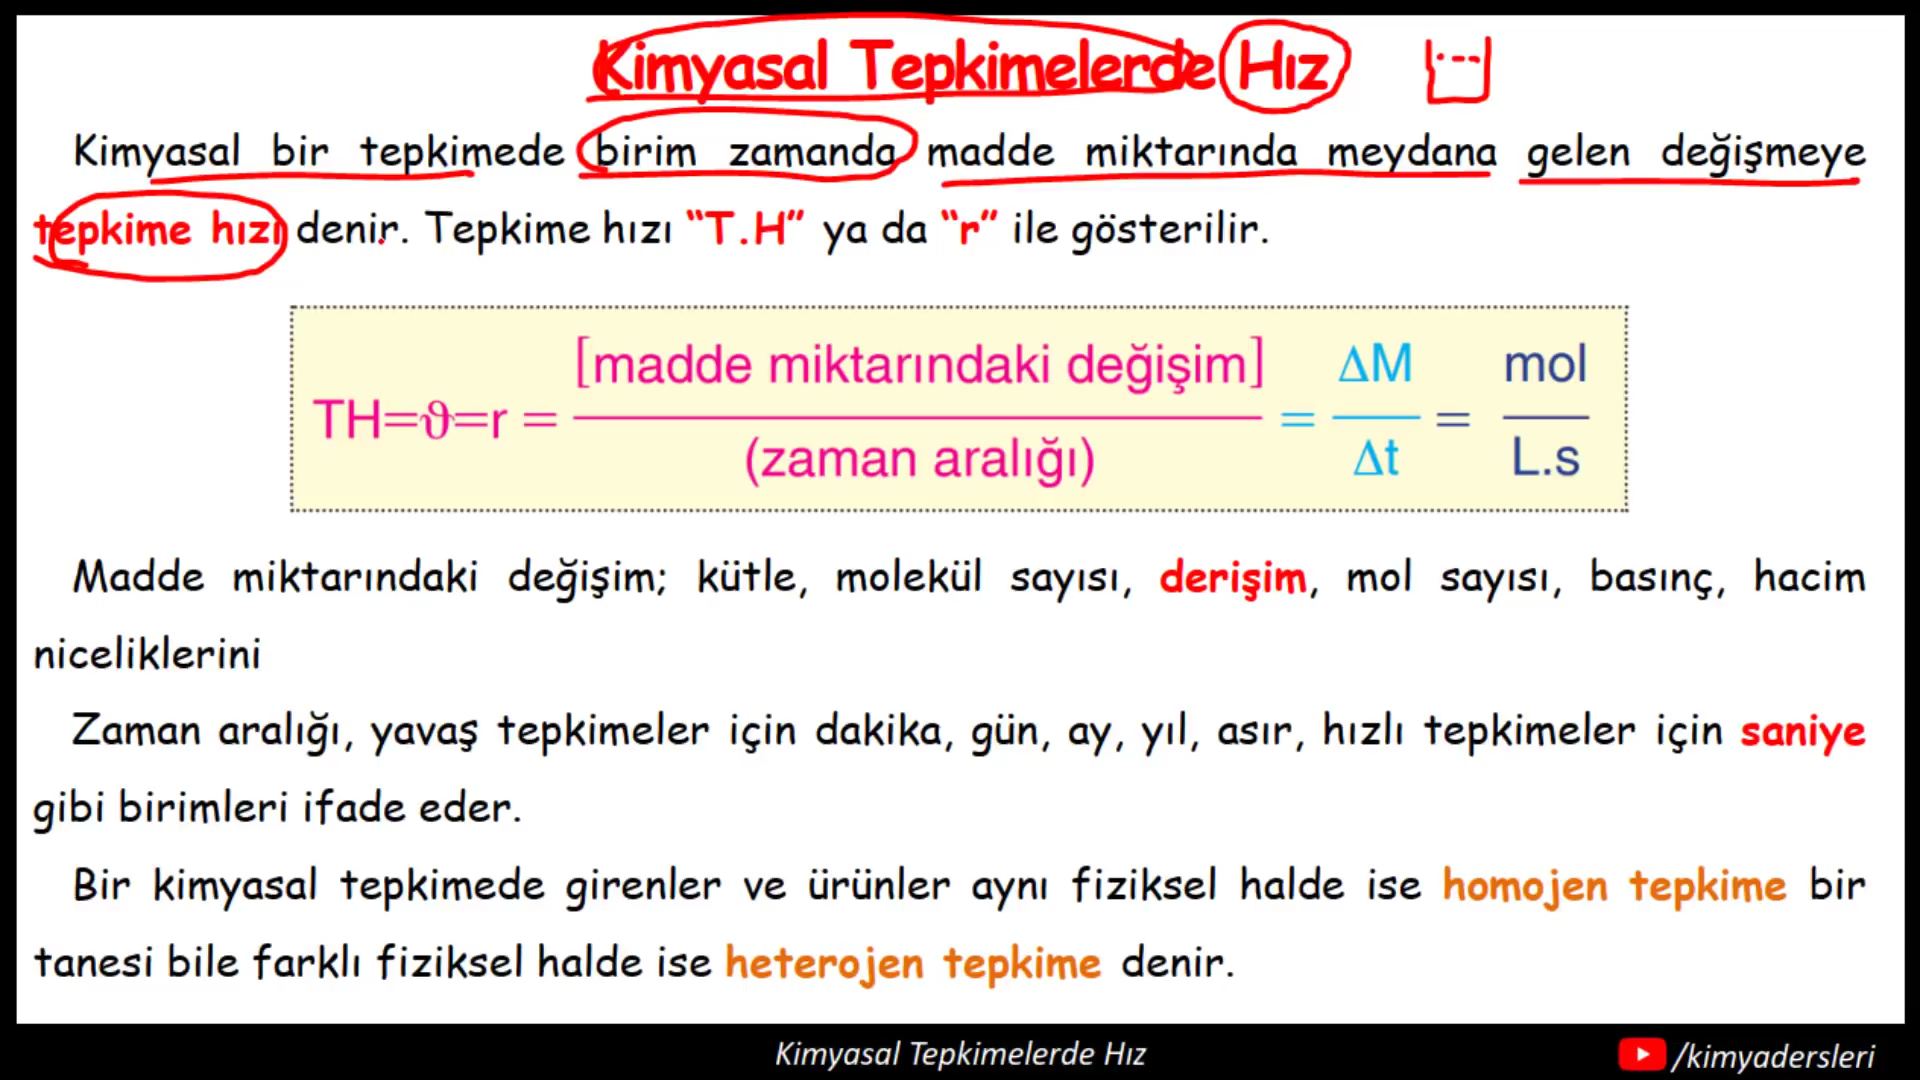 Kimyasal Tepkimelerde Hız
Kimyasal bir tepkimede birim zamanda madde miktarında meydana gelen değişmeye
tepkime hızı denir. Tepkime hızı “T.H” ya da “r” ile gösterilir.
TH=ϑ=r = [madde miktarındaki değişim] / (zaman aralığı) = ΔM / Δt = mol / L.s
Madde miktarındaki değişim; kütle, molekül sayısı, derişim, mol sayısı, basınç, hacim
niceliklerini
Zaman aralığı, yavaş tepkimeler için dakika, gün, ay, yıl, asır, hızlı tepkimeler için saniye
gibi birimleri ifade eder.
Bir kimyasal tepkimede girenler ve ürünler aynı fiziksel halde ise homojen tepkime bir
tanesi bile farklı fiziksel halde ise heterojen tepkime denir.
Kimyasal Tepkimelerde Hız
/kimyadersleri